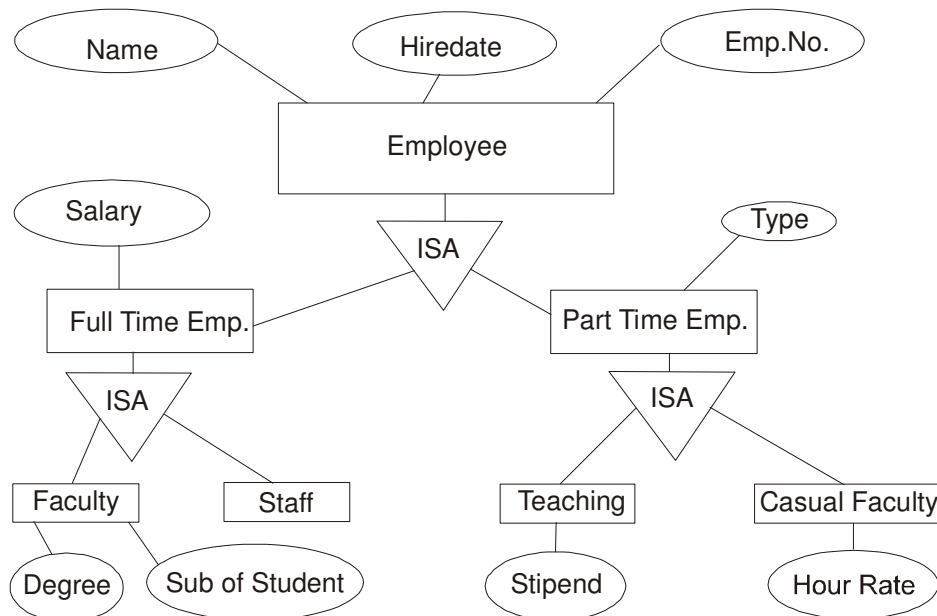 Name
Hiredate
Emp.No.
Employee
Salary
ISA
Type
Full Time Emp.
Part Time Emp.
ISA
ISA
Faculty
Staff
Teaching
Casual Faculty
Degree
Sub of Student
Stipend
Hour Rate